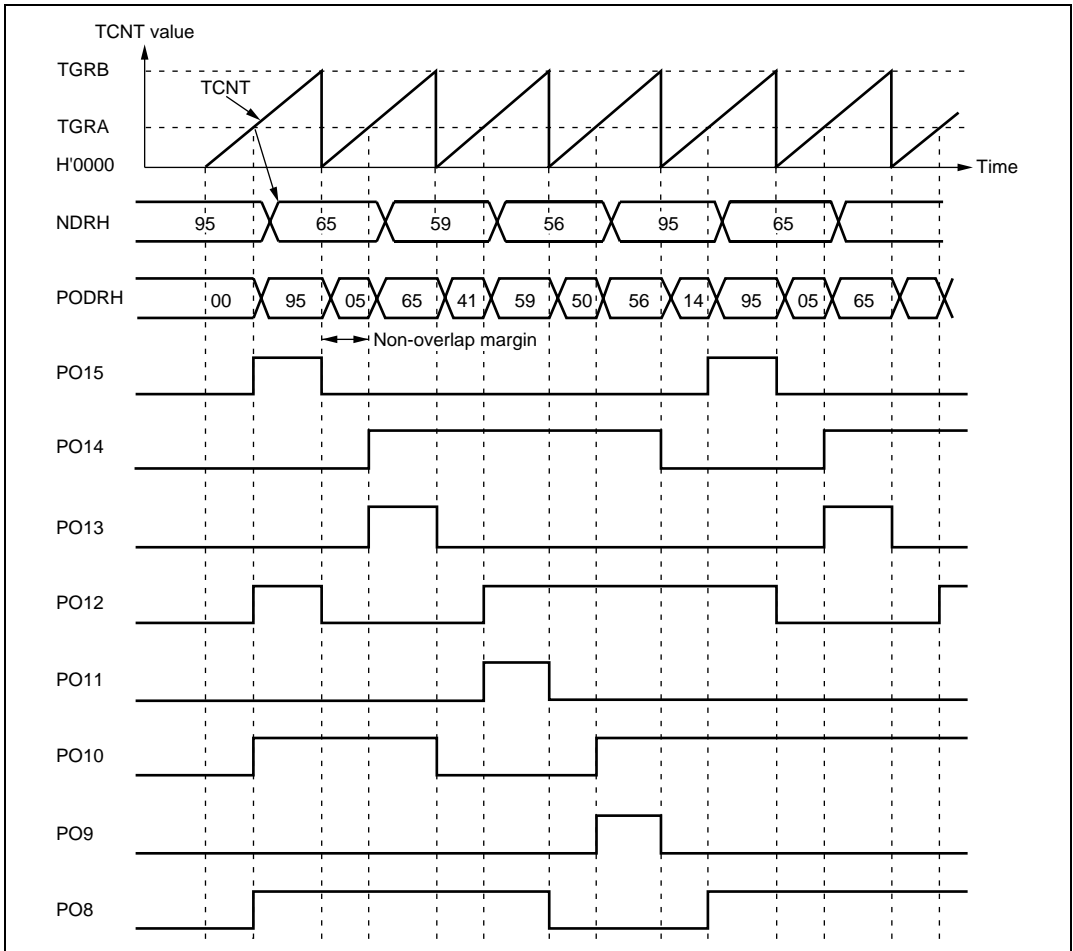 TCNT value
TGRB
TCNT
TGRA
H'0000
Time
NDRH 95 65 59 56 95 65
PODRH 00 95 05 65 41 59 50 56 14 95 05 65
Non-overlap margin
PO15
PO14
PO13
PO12
PO11
PO10
PO9
PO8